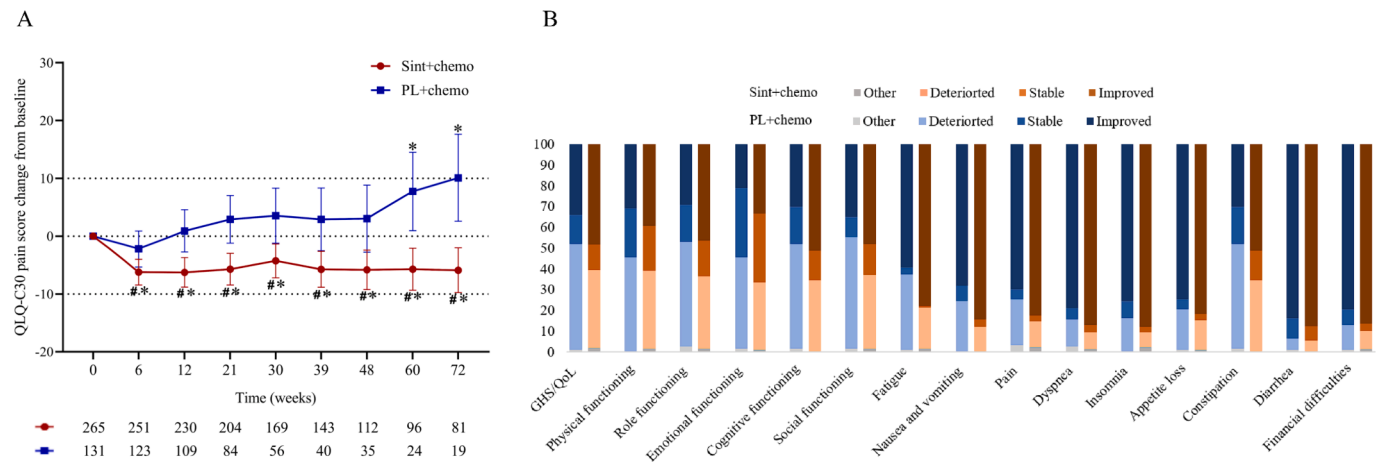 A
QLQ-C30 pain score change from baseline
30
20
10
0
-10
-20
Sint+chemo
PL+chemo
* *
#* #* #* #* #* #* #* #*
0 6 12 21 30 39 48 60 72
Time (weeks)
265 251 230 204 169 143 112 96 81
131 123 109 84 56 40 35 24 19
B
Sint+chemo Other Deteriorted Stable Improved
PL+chemo Other Deteriorted Stable Improved
100
90
80
70
60
50
40
30
20
10
0
GHS/QoL
Physical functioning
Role functioning
Emotional functioning
Cognitive functioning
Social functioning
Fatigue
Nausea and vomiting
Pain
Dyspnea
Insomnia
Appetite loss
Constipation
Diarrhea
Financial difficulties